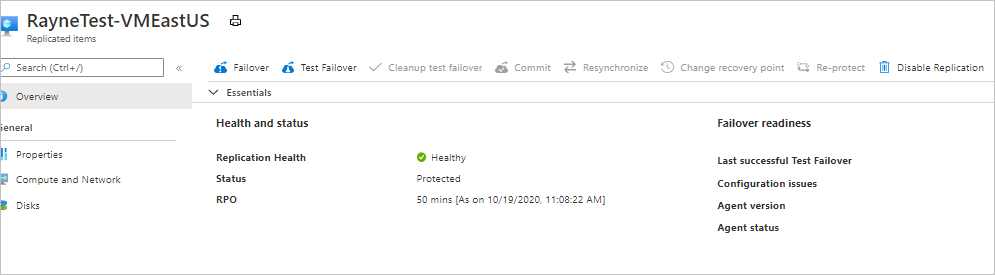 RayneTest-VMEastUS
Replicated items
Search (Ctrl+/)
«
Failover
Test Failover
Cleanup test failover
Commit
Resynchronize
Change recovery point
Re-protect
Disable Replication
Overview
Essentials
General
Properties
Compute and Network
Disks
Health and status
Replication Health Healthy
Status Protected
RPO 50 mins [As on 10/19/2020, 11:08:22 AM]
Failover readiness
Last successful Test Failover
Configuration issues
Agent version
Agent status